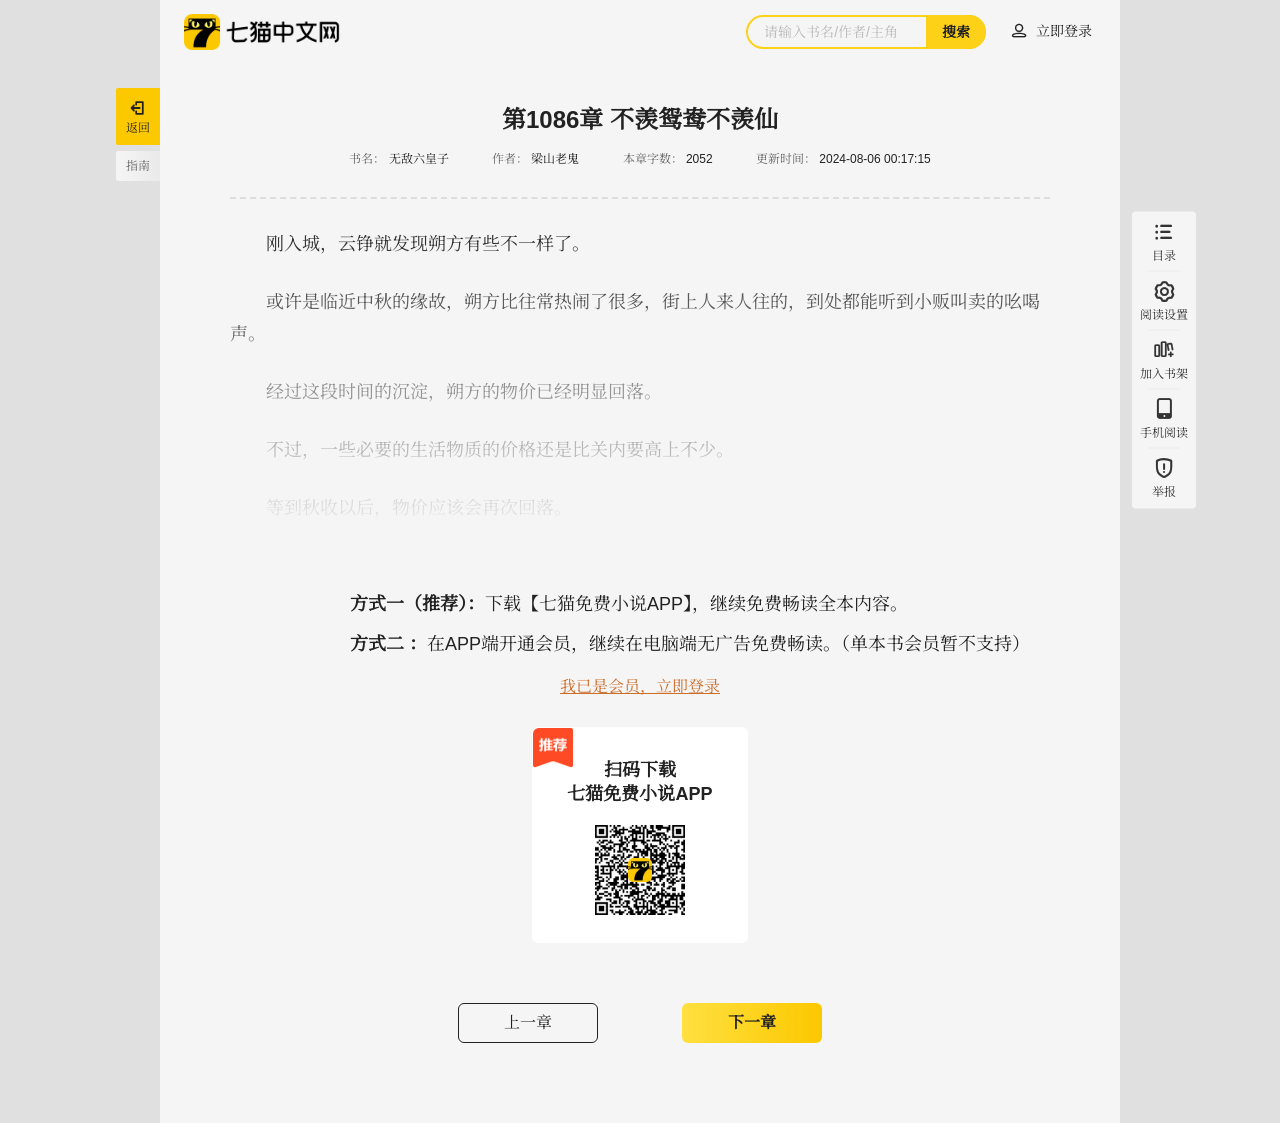 七猫中文网
请输入书名/作者/主角
搜索
立即登录
返回
指南
第1086章 不羡鸳鸯不羡仙
书名： 无敌六皇子 作者： 梁山老鬼 本章字数： 2052 更新时间： 2024-08-06 00:17:15
刚入城，云铮就发现朔方有些不一样了。
或许是临近中秋的缘故，朔方比往常热闹了很多，街上人来人往的，到处都能听到小贩叫卖的吆喝
声。
经过这段时间的沉淀，朔方的物价已经明显回落。
不过，一些必要的生活物质的价格还是比关内要高上不少。
等到秋收以后，物价应该会再次回落。
目录
阅读设置
加入书架
手机阅读
举报
方式一（推荐）：下载【七猫免费小说APP】，继续免费畅读全本内容。
方式二 ：在APP端开通会员，继续在电脑端无广告免费畅读。（单本书会员暂不支持）
我已是会员，立即登录
推荐
扫码下载
七猫免费小说APP
上一章
下一章